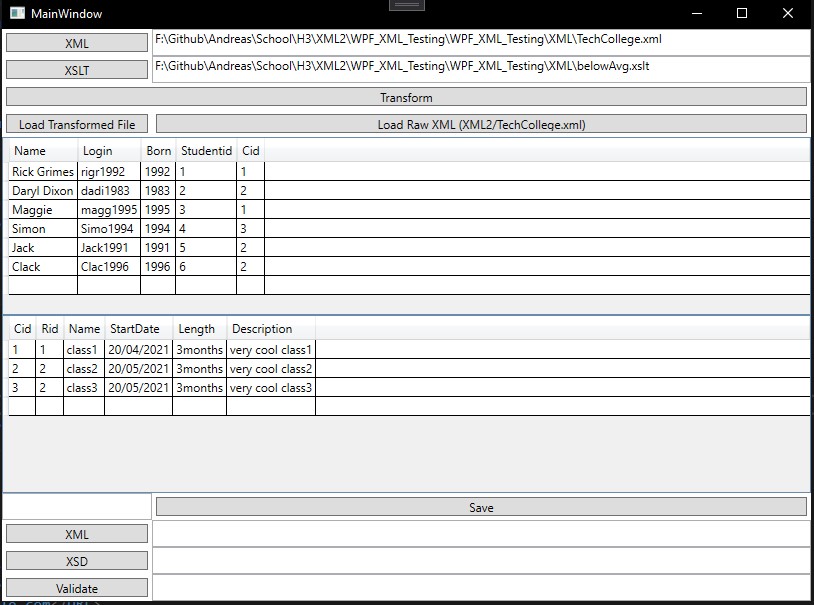 MainWindow
XML F:\Github\Andreas\School\H3\XML2\WPF_XML_Testing\WPF_XML_Testing\XML\TechCollege.xml
XSLT F:\Github\Andreas\School\H3\XML2\WPF_XML_Testing\WPF_XML_Testing\XML\belowAvg.xslt
Transform
Load Transformed File Load Raw XML (XML2/TechCollege.xml)
Name Login Born Studentid Cid
Rick Grimes rigr1992 1992 1 1
Daryl Dixon dadi1983 1983 2 2
Maggie magg1995 1995 3 1
Simon Simo1994 1994 4 3
Jack Jack1991 1991 5 2
Clack Clac1996 1996 6 2
Cid Rid Name StartDate Length Description
1 1 class1 20/04/2021 3months very cool class1
2 2 class2 20/05/2021 3months very cool class2
3 2 class3 20/05/2021 3months very cool class3
Save
XML
XSD
Validate